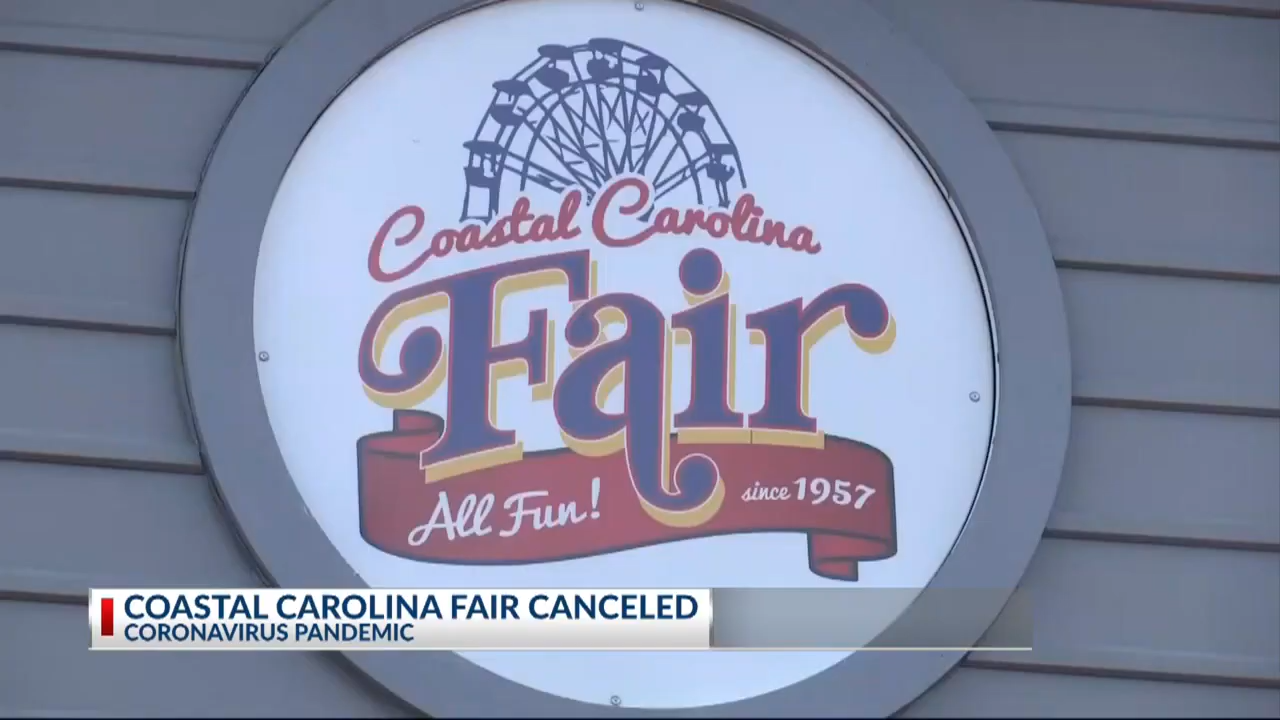 Coastal Carolina
Fair
All Fun!
since 1957
COASTAL CAROLINA FAIR CANCELED
CORONAVIRUS PANDEMIC